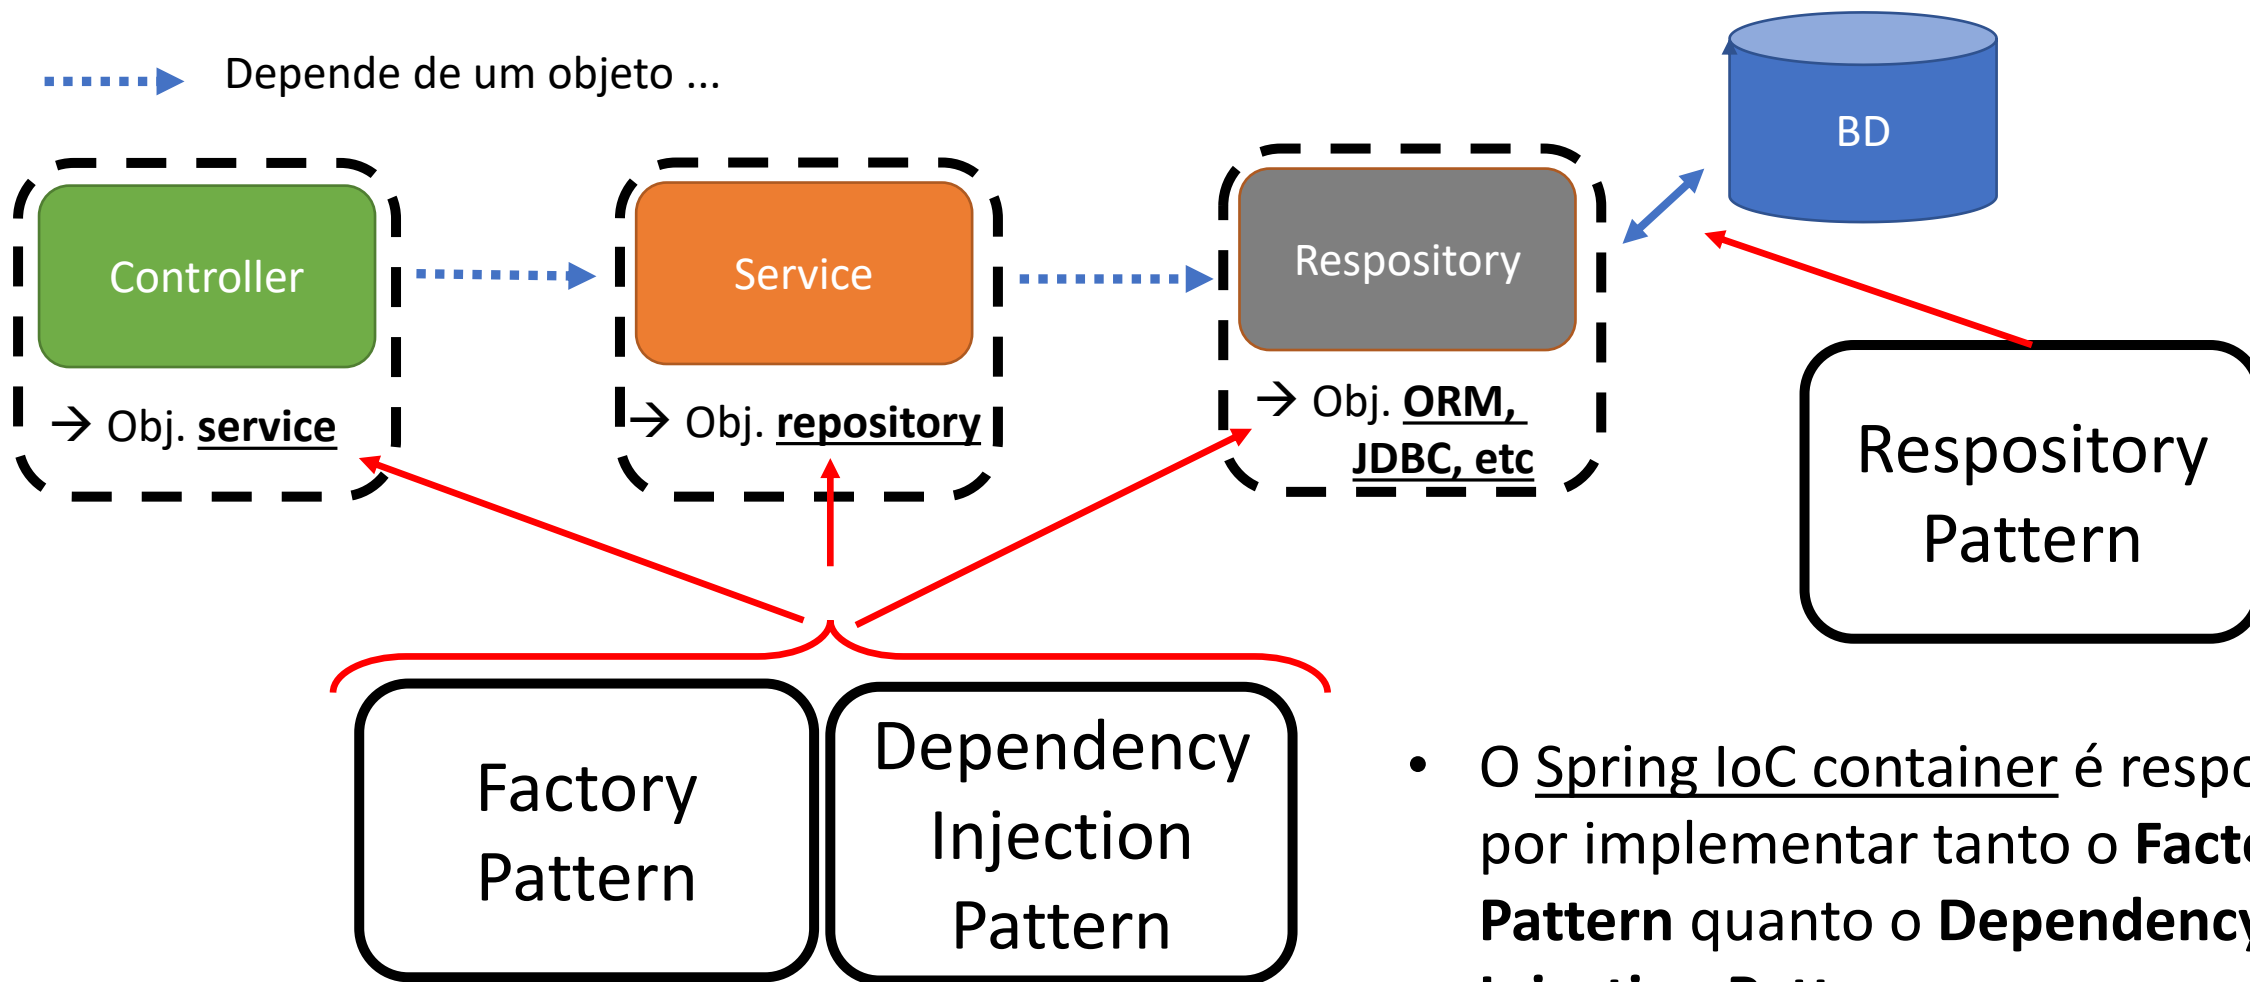 Depende de um objeto ...
BD
Controller
Service
Respository
→ Obj. service
→ Obj. repository
→ Obj. ORM,
JDBC, etc
Respository
Pattern
Factory
Pattern
Dependency
Injection
Pattern
• O Spring IoC container é respo
por implementar tanto o Facto
Pattern quanto o Dependency